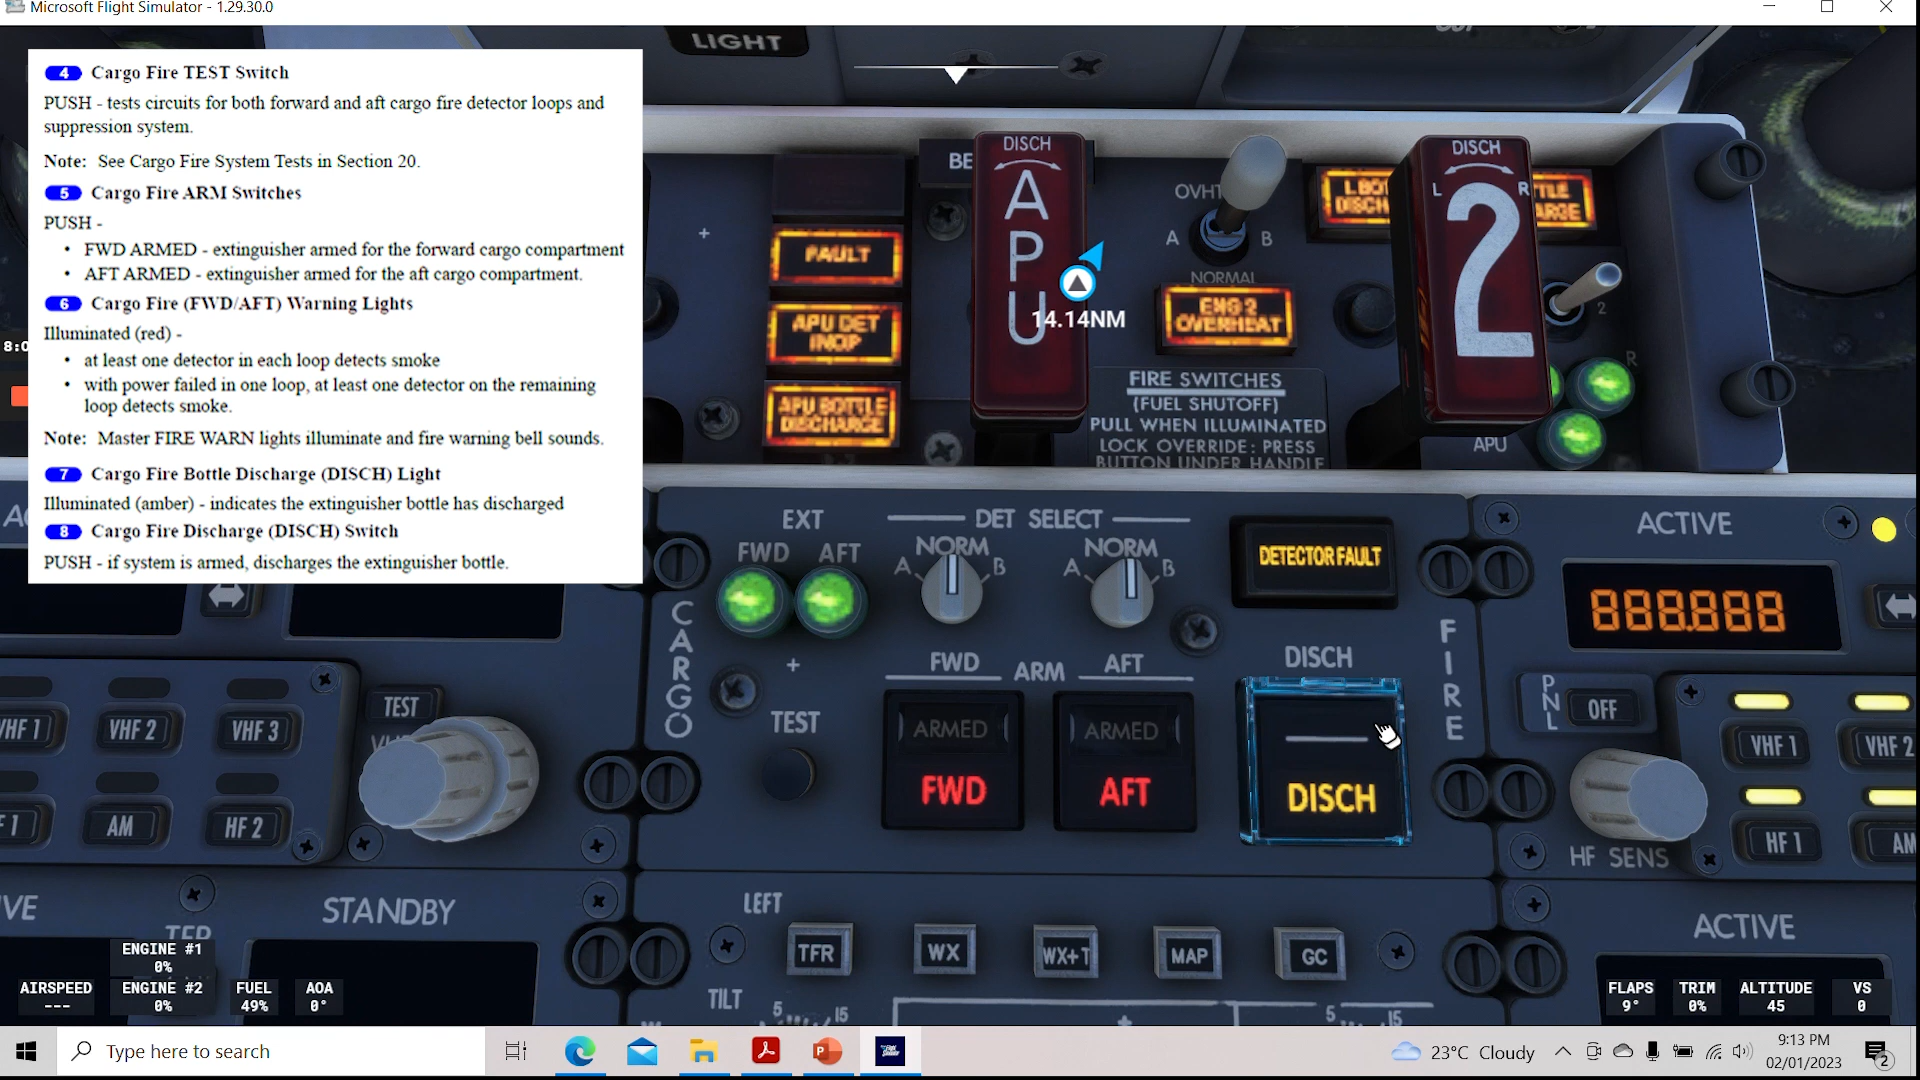 Microsoft Flight Simulator - 1.29.30.0
4 Cargo Fire TEST Switch
PUSH - tests circuits for both forward and aft cargo fire detector loops and
suppression system.
Note: See Cargo Fire System Tests in Section 20.
5 Cargo Fire ARM Switches
PUSH -
• FWD ARMED - extinguisher armed for the forward cargo compartment
• AFT ARMED - extinguisher armed for the aft cargo compartment.
6 Cargo Fire (FWD/AFT) Warning Lights
Illuminated (red) -
• at least one detector in each loop detects smoke
• with power failed in one loop, at least one detector on the remaining
loop detects smoke.
Note: Master FIRE WARN lights illuminate and fire warning bell sounds.
7 Cargo Fire Bottle Discharge (DISCH) Light
Illuminated (amber) - indicates the extinguisher bottle has discharged
8 Cargo Fire Discharge (DISCH) Switch
PUSH - if system is armed, discharges the extinguisher bottle.
LIGHT
FAULT
APU DET
INOP
APU BOTTLE
DISCHARGE
DISCH
APU
14.14NM
OVHT
A B
NORMAL
ENG 2
OVERHEAT
FIRE SWITCHES
(FUEL SHUTOFF)
PULL WHEN ILLUMINATED
LOCK OVERRIDE: PRESS
BUTTON UNDER HANDLE
DISCH
L R
2
2
R
APU
EXT
FWD AFT
DET SELECT
NORM NORM
A B A B
DETECTOR FAULT
CARGO
FIRE
TEST
FWD ARM AFT
ARMED
FWD
ARMED
AFT
DISCH
DISCH
ACTIVE
888888
PNL
OFF
VHF 1 VHF 2
HF 1 AM
HF SENS
ACTIVE
VHF 1 VHF 2 VHF 3
AM HF 2
TEST
STANDBY
LEFT
TFR WX WX+T MAP GC
TILT
5 15
5 15
ENGINE #1
0%
AIRSPEED
---
ENGINE #2
0%
FUEL
49%
AOA
0°
FLAPS
9°
TRIM
0%
ALTITUDE
45
VS
0
Type here to search
23°C Cloudy
9:13 PM
02/01/2023
2